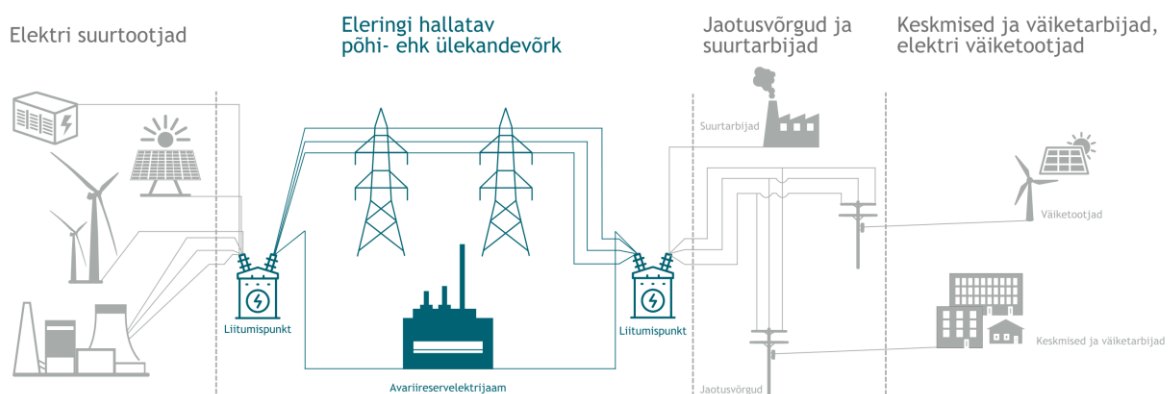 Elektri suurtootjad
Eleringi hallatav
põhi- ehk ülekandevõrk
Jaotusvõrgud ja
suurtarbijad
Keskmised ja väiketarbijad,
elektri väiketootjad
Suurtarbijad
Väiketootjad
Liitumispunkt
Liitumispunkt
Keskmised ja väiketarbijad
Avariireservelektrijaam
Jaotusvõrgud